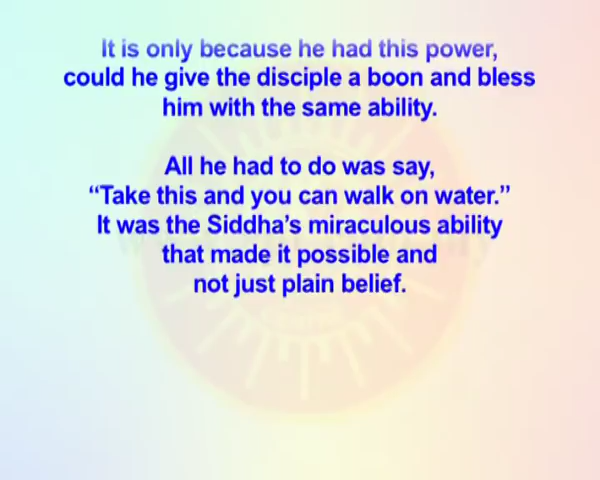 It is only because he had this power,
could he give the disciple a boon and bless
him with the same ability.
All he had to do was say,
“Take this and you can walk on water.”
It was the Siddha’s miraculous ability
that made it possible and
not just plain belief.